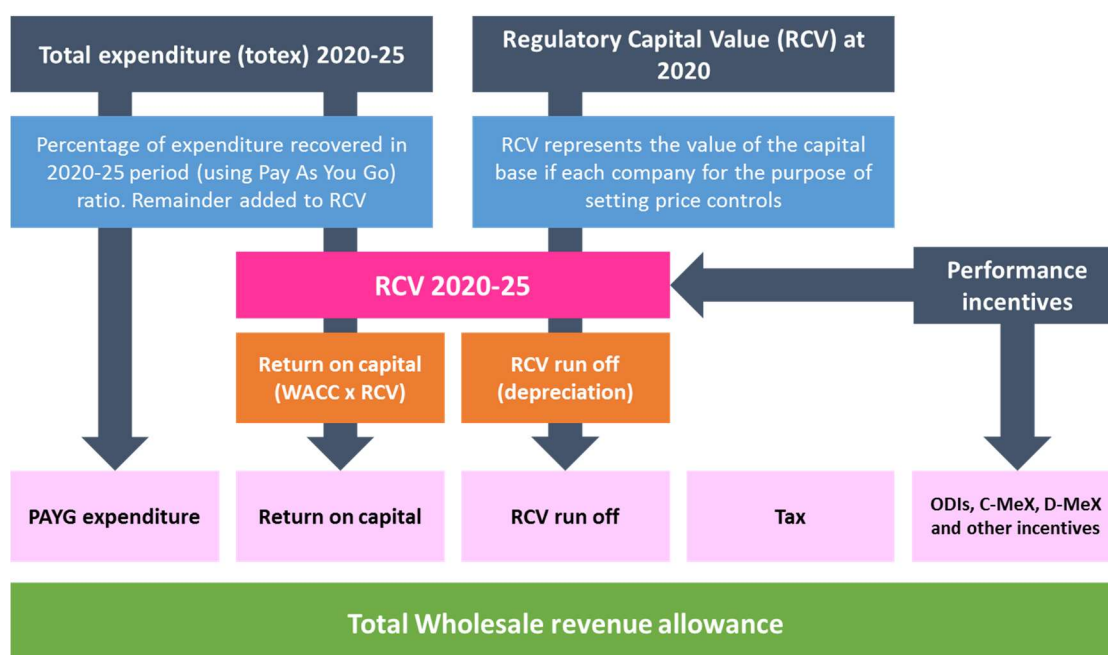 Total expenditure (totex) 2020-25
Regulatory Capital Value (RCV) at
2020
Percentage of expenditure recovered in
2020-25 period (using Pay As You Go)
ratio. Remainder added to RCV
RCV represents the value of the capital
base if each company for the purpose of
setting price controls
RCV 2020-25
Performance
incentives
Return on capital
(WACC x RCV)
RCV run off
(depreciation)
PAYG expenditure
Return on capital
RCV run off
Tax
ODIs, C-MeX, D-MeX
and other incentives
Total Wholesale revenue allowance